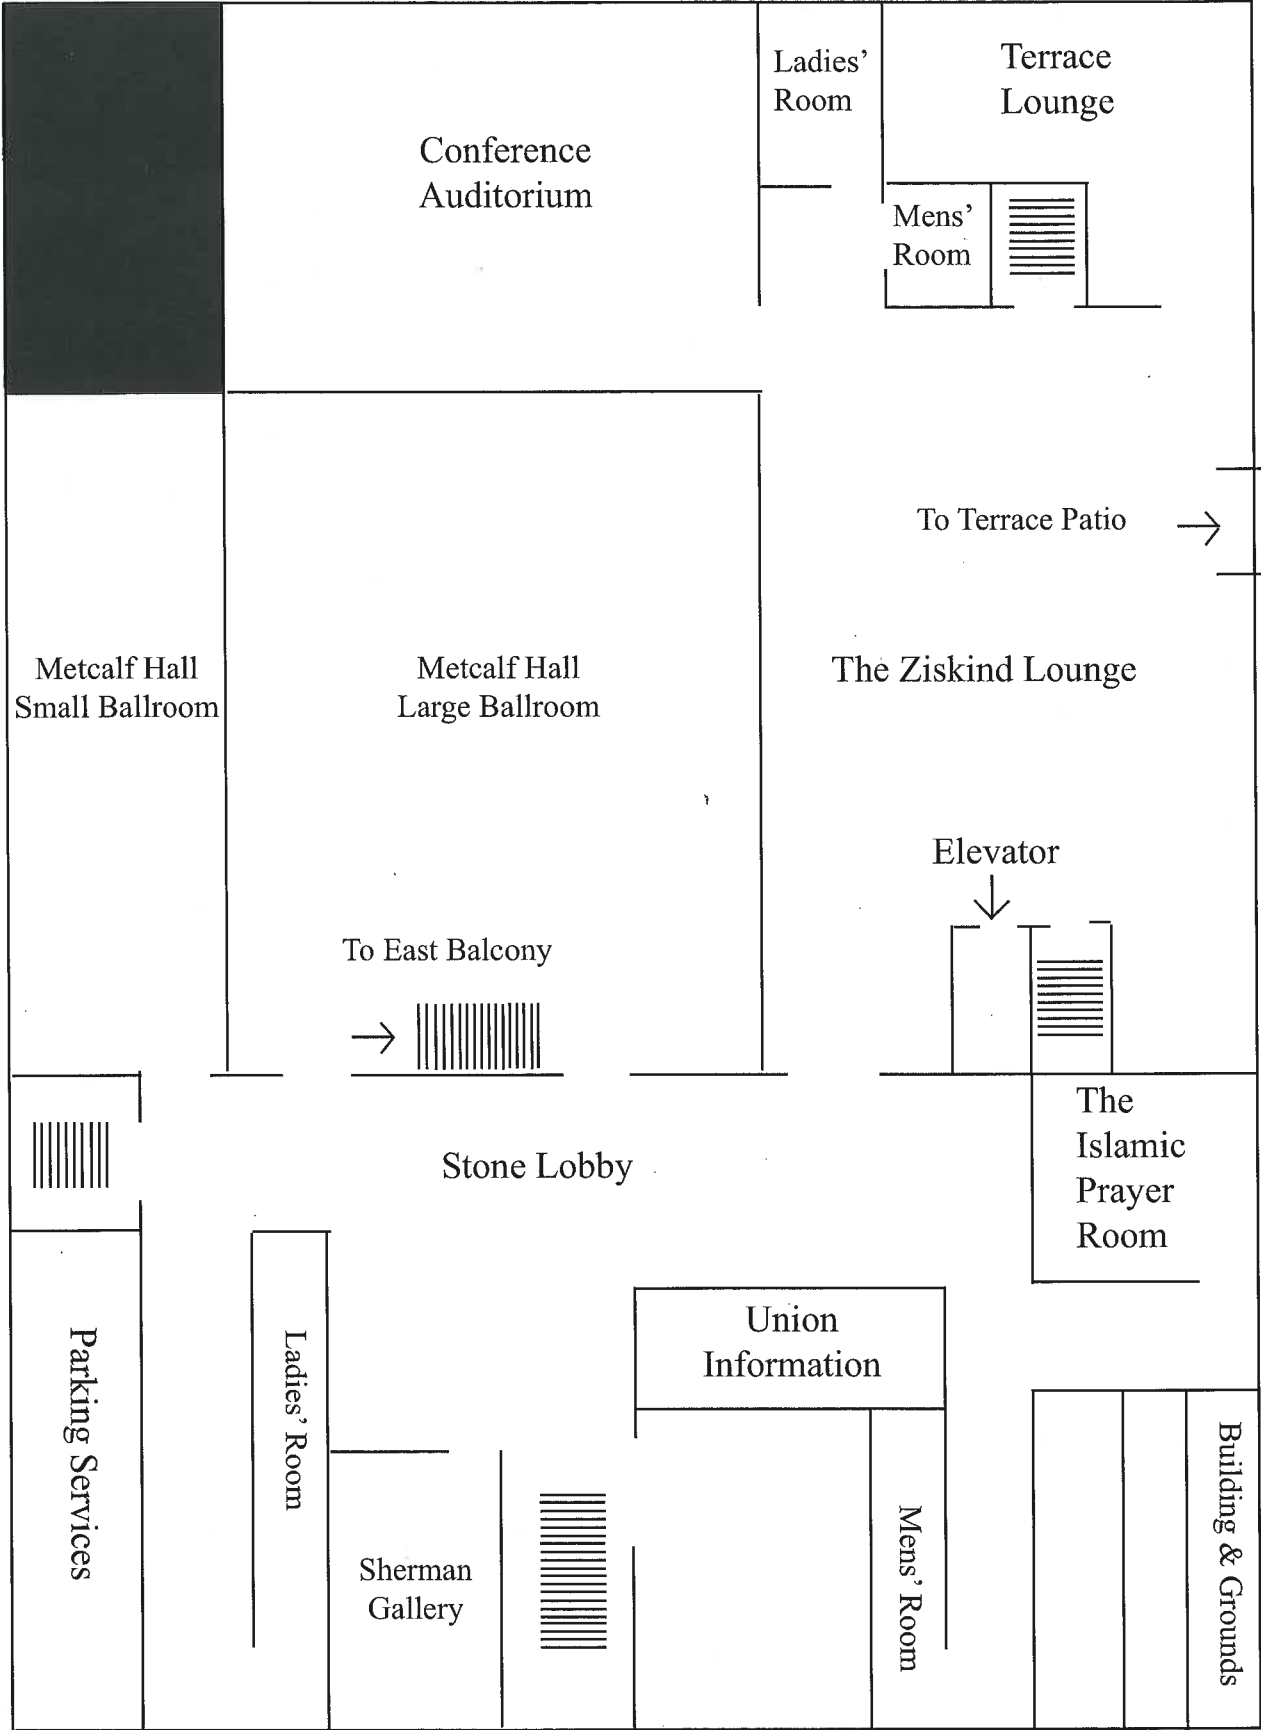 Ladies’
Room
Terrace
Lounge
Conference
Auditorium
Mens’
Room
To Terrace Patio
Metcalf Hall
Small Ballroom
Metcalf Hall
Large Ballroom
The Ziskind Lounge
Elevator
To East Balcony
The
Islamic
Prayer
Room
Stone Lobby
Union
Information
Parking Services
Ladies’ Room
Sherman
Gallery
Mens’ Room
Building & Grounds